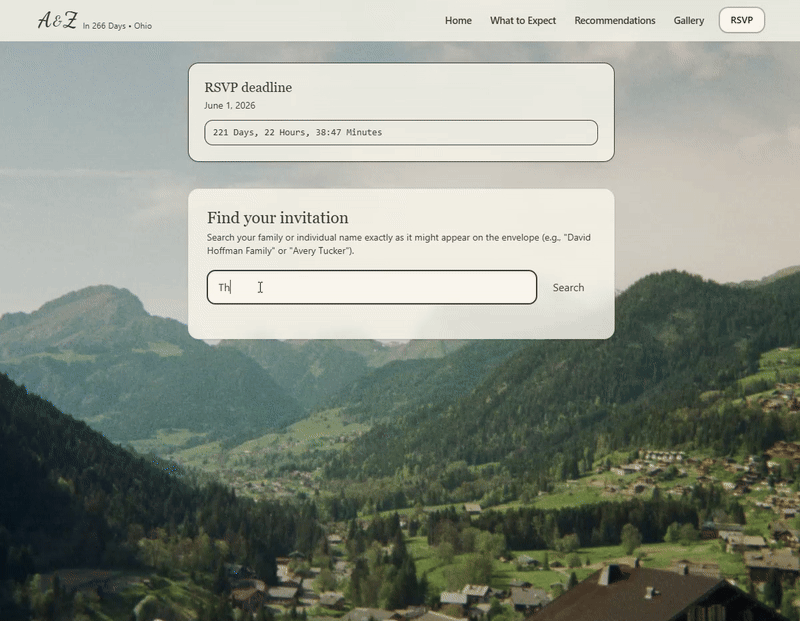 A&Z In 266 Days • Ohio Home What to Expect Recommendations Gallery RSVP
RSVP deadline
June 1, 2026
221 Days, 22 Hours, 38:47 Minutes
Find your invitation
Search your family or individual name exactly as it might appear on the envelope (e.g., "David
Hoffman Family" or "Avery Tucker").
Th
Search